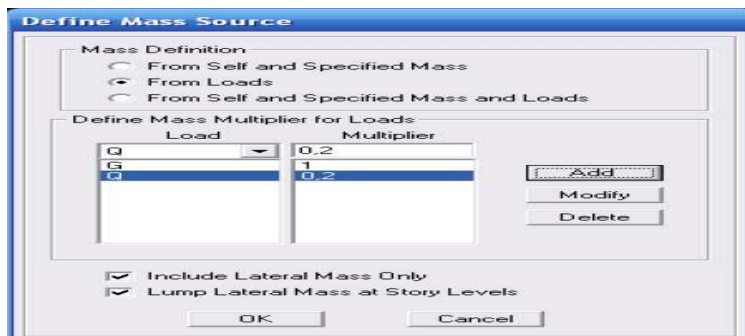 Define Mass Source
Mass Definition
From Self and Specified Mass
From Loads
From Self and Specified Mass and Loads
Define Mass Multiplier for Loads
Load Multiplier
Q 0,2
G 1
Q 0,2
Add
Modify
Delete
Include Lateral Mass Only
Lump Lateral Mass at Story Levels
OK Cancel